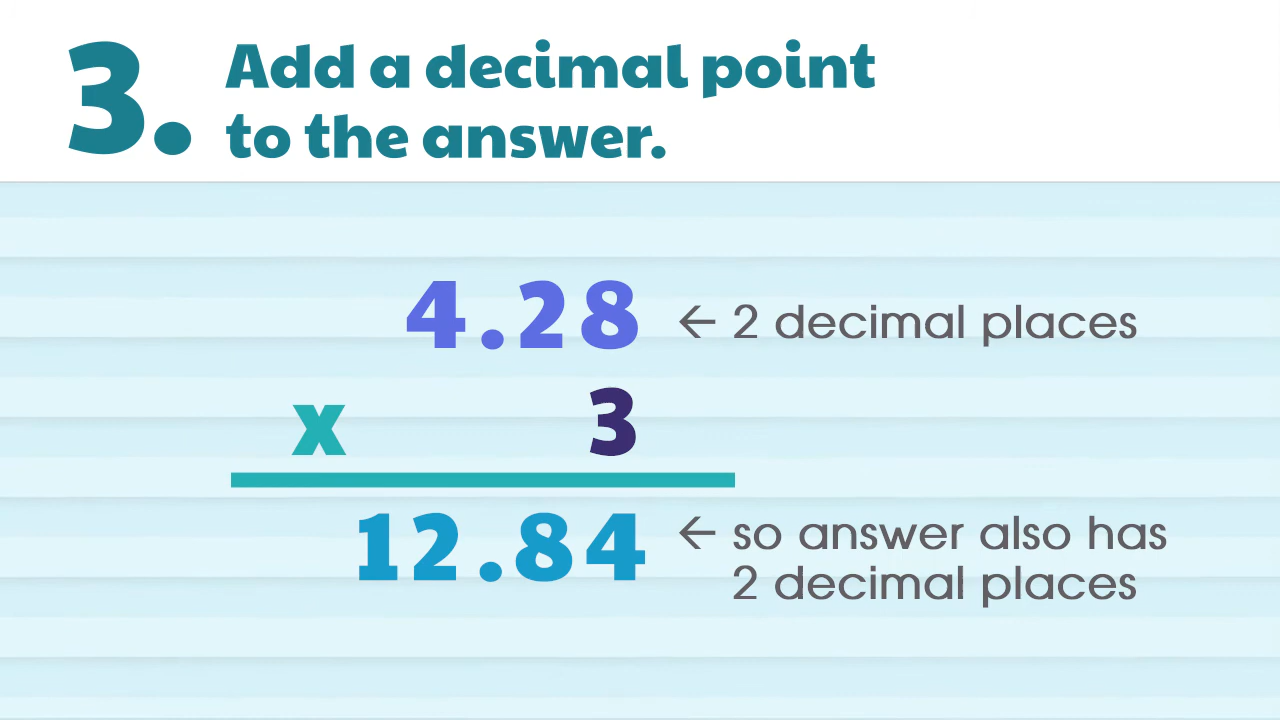 3. Add a decimal point
to the answer.
4.28 ← 2 decimal places
x 3
12.84 ← so answer also has
2 decimal places